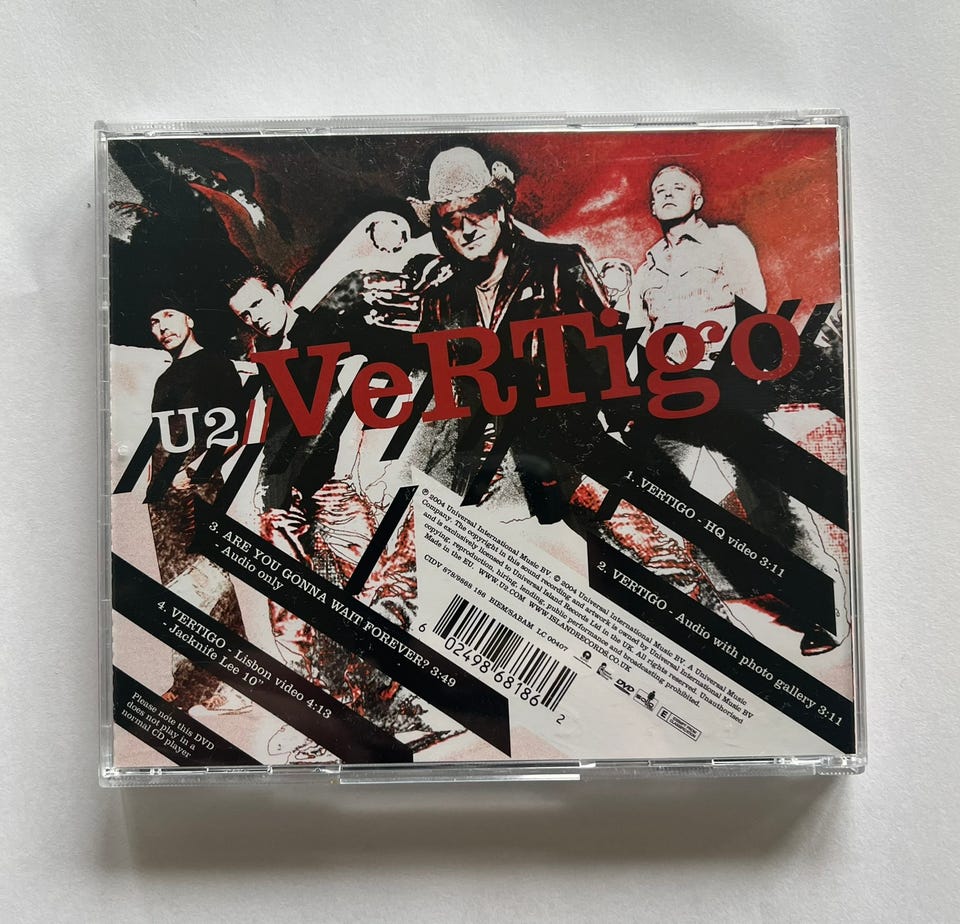 U2//VeRTigo//
1. VERTIGO - HQ video 3:11
2. VERTIGO - Audio with photo gallery 3:11
3. ARE YOU GONNA WAIT FOREVER? 3:49
- Audio only
4. VERTIGO - Lisbon video 4:13
- Jacknife Lee 10"
Please note this DVD
does not play in a
normal CD player
℗ 2004 Universal International Music BV. © 2004 Universal International Music BV. A Universal Music
Company. The copyright in this sound recording and artwork is owned by Universal International Music BV
and is exclusively licensed to Universal Island Records Ltd in the UK. All rights reserved. Unauthorised
copying, reproduction, hiring, lending, public performance and broadcasting prohibited.
Made in the EU. WWW.U2.COM WWW.ISLANDRECORDS.CO.UK
CIDV 878/9868 186 BIEM/SABAM LC 00407
6 024986 8186 2
DVD
E